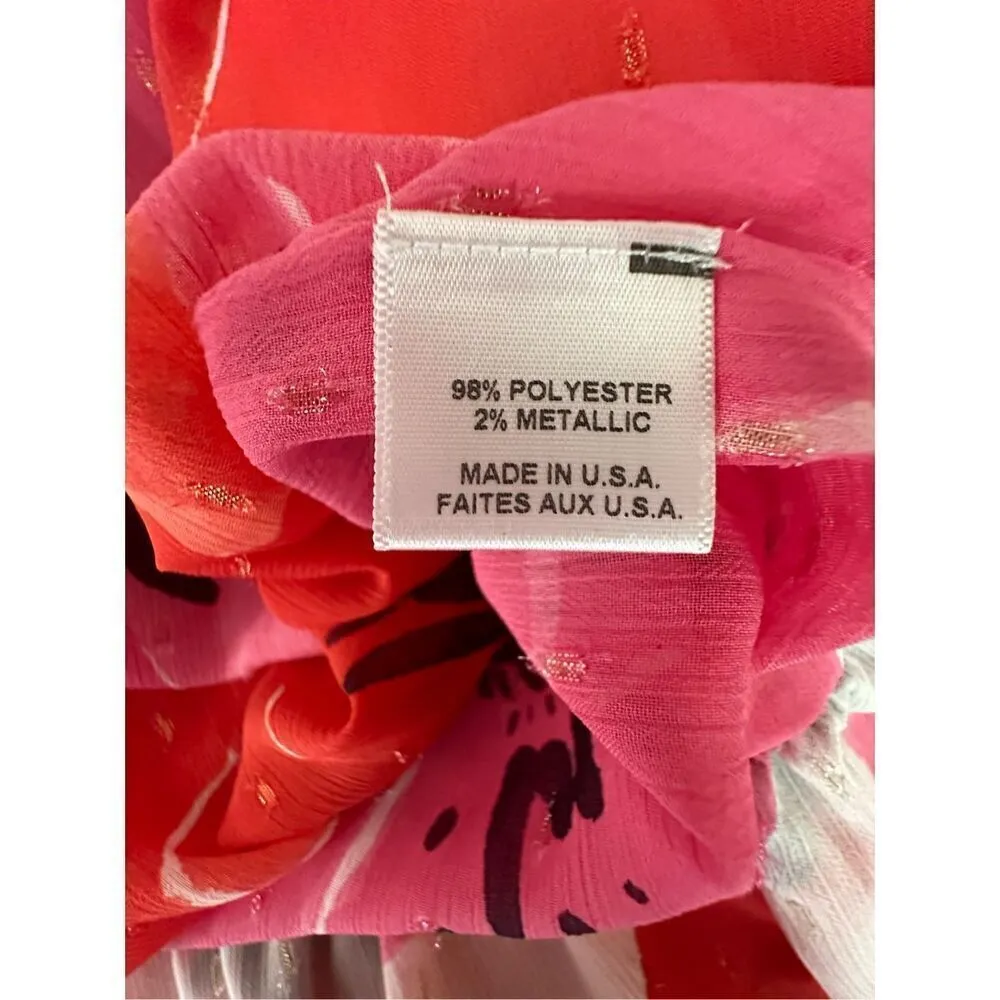 98% POLYESTER
2% METALLIC
MADE IN U.S.A.
FAITES AUX U.S.A.